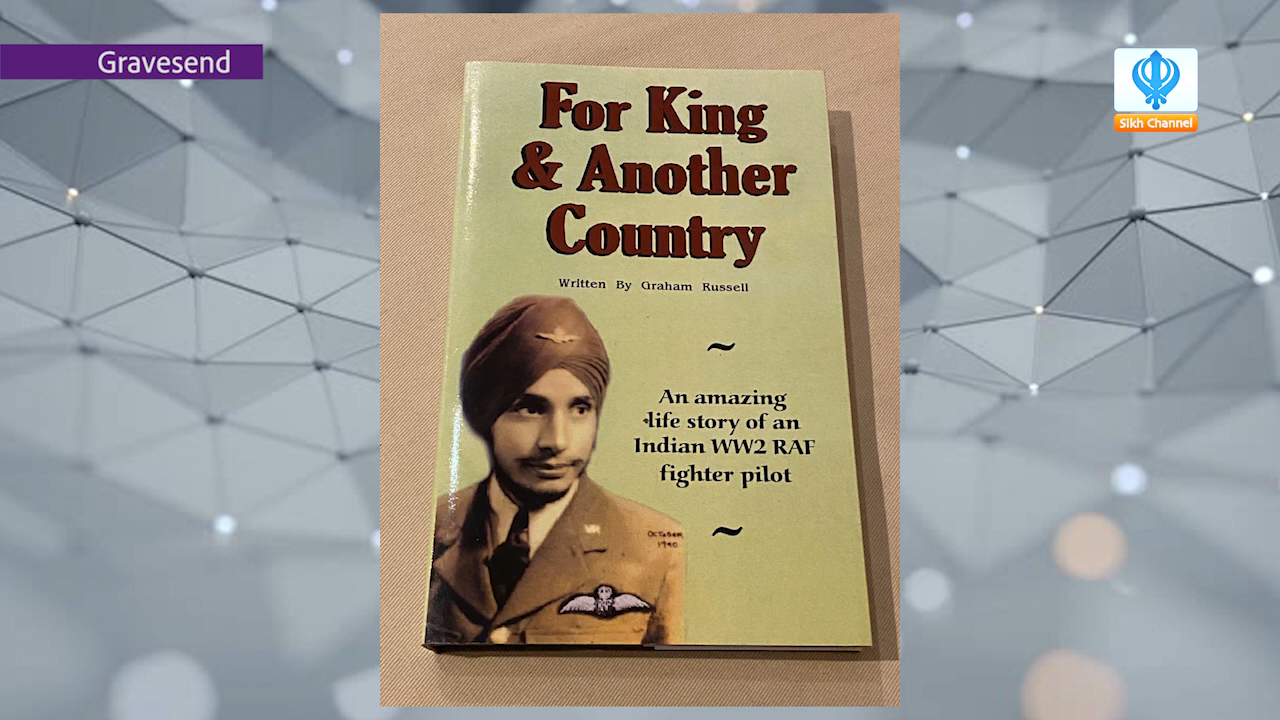 Gravesend
Sikh Channel
For King
& Another
Country
Written By Graham Russell
~
An amazing
life story of an
Indian WW2 RAF
fighter pilot
~
OCTOBER
1940